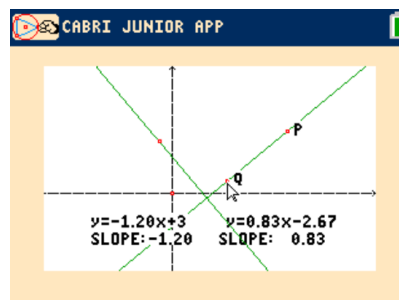 CABRI JUNIOR APP
P
Q
y=-1.20x+3 y=0.83x-2.67
SLOPE:-1.20 SLOPE: 0.83